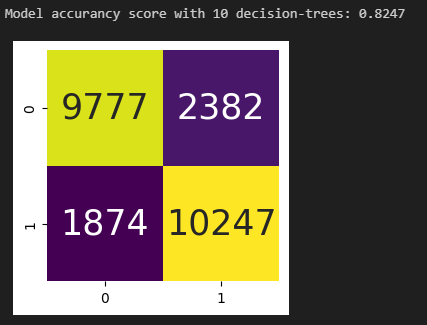 Model accurancy score with 10 decision-trees: 0.8247
0 9777 2382
1 1874 10247
0 1